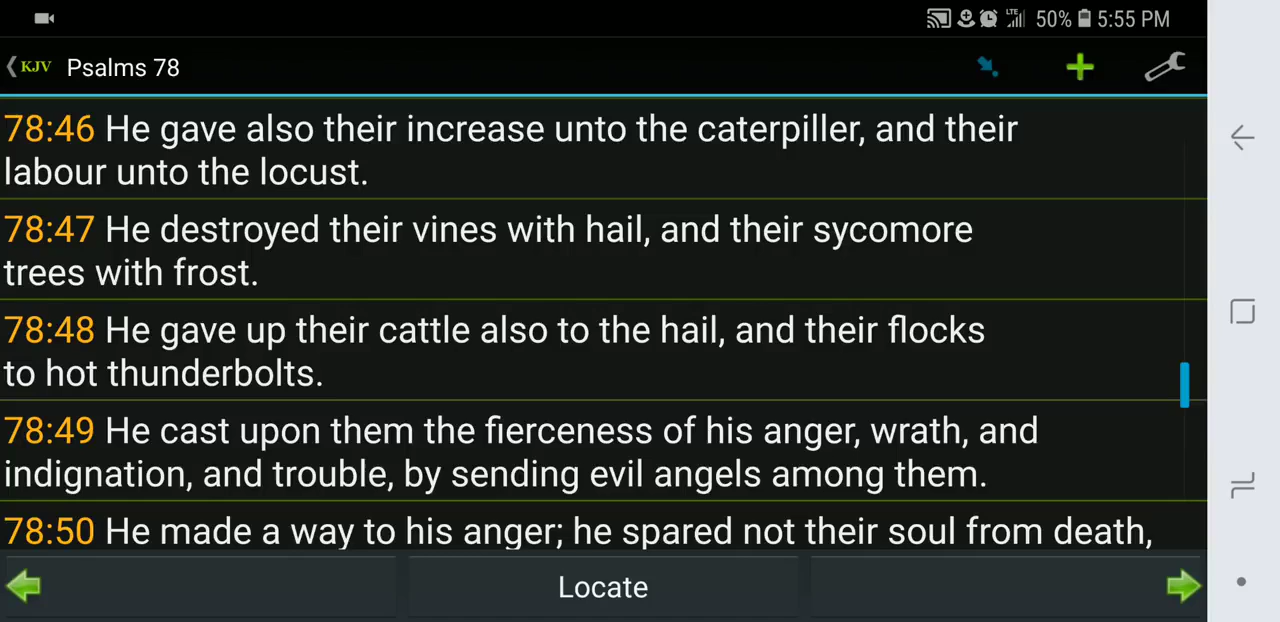 LTE 50% 5:55 PM
KJV Psalms 78
78:46 He gave also their increase unto the caterpiller, and their
labour unto the locust.
78:47 He destroyed their vines with hail, and their sycomore
trees with frost.
78:48 He gave up their cattle also to the hail, and their flocks
to hot thunderbolts.
78:49 He cast upon them the fierceness of his anger, wrath, and
indignation, and trouble, by sending evil angels among them.
78:50 He made a way to his anger; he spared not their soul from death,
Locate